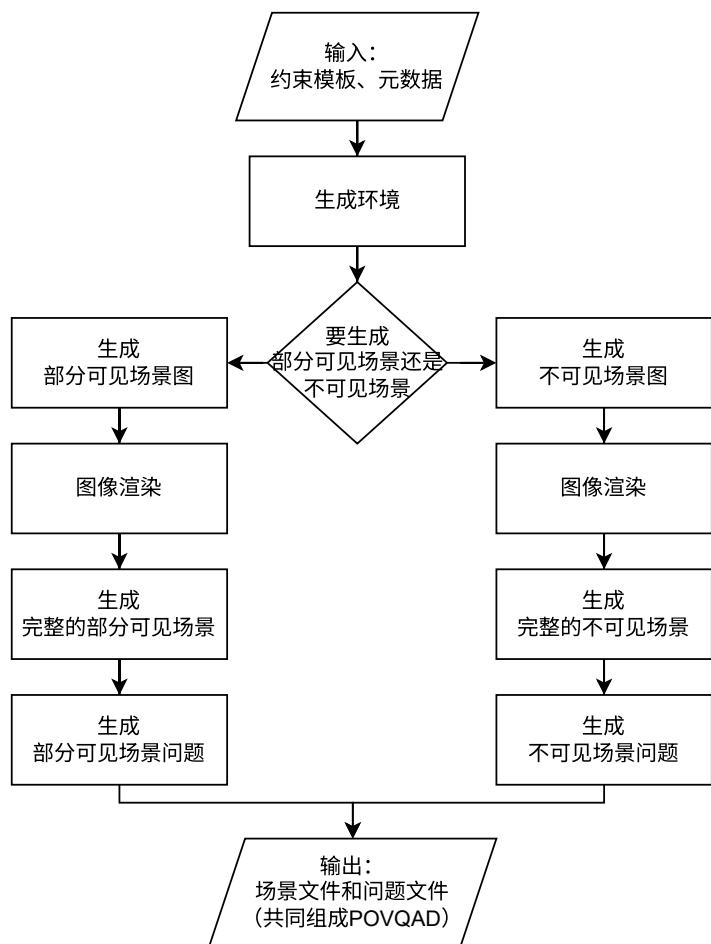 输入：
约束模板、元数据
生成环境
要生成
部分可见场景还是
不可见场景
生成
部分可见场景图
图像渲染
生成
完整的部分可见场景
生成
部分可见场景问题
生成
不可见场景图
图像渲染
生成
完整的不可见场景
生成
不可见场景问题
输出：
场景文件和问题文件
（共同组成POVQAD）